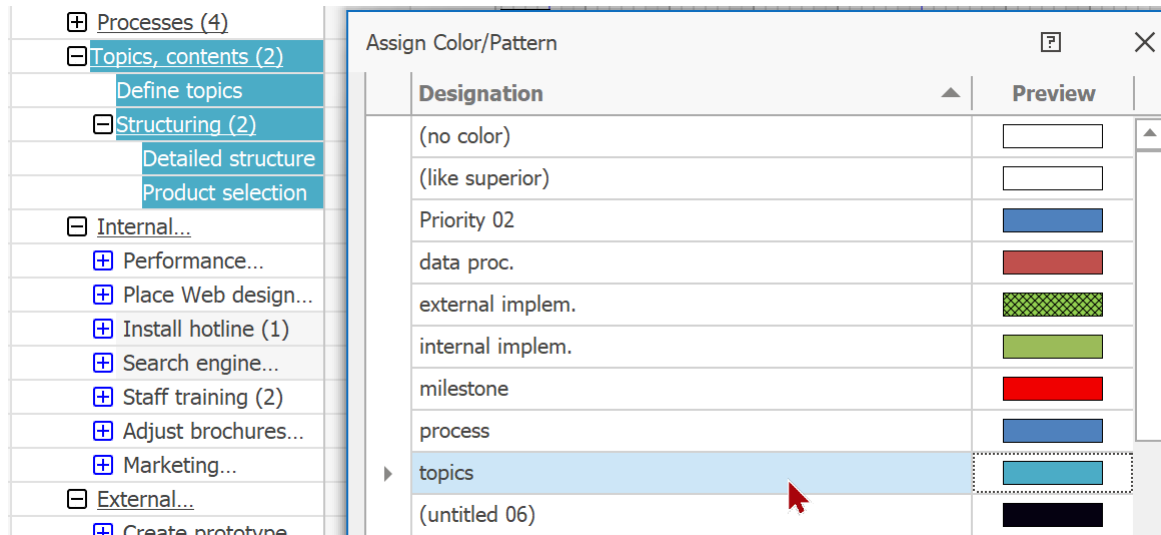 Processes (4)
Topics, contents (2)
Define topics
Structuring (2)
Detailed structure
Product selection
Internal...
Performance...
Place Web design...
Install hotline (1)
Search engine...
Staff training (2)
Adjust brochures...
Marketing...
External...
Create prototype
Assign Color/Pattern
Designation Preview
(no color)
(like superior)
Priority 02
data proc.
external implem.
internal implem.
milestone
process
topics
(untitled 06)